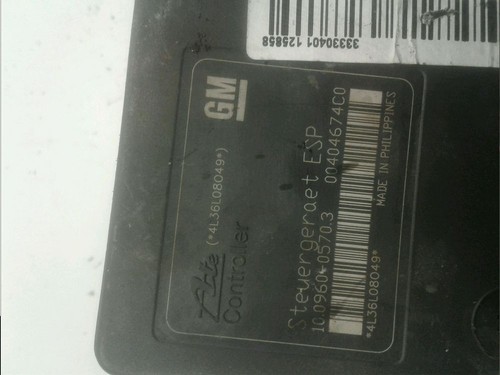 33330401 125858
GM
Ate (*4L36L08049*)
Controller
Steuergeraet ESP
10.0960-0570.3 00404674C0
*4L36L08049*
MADE IN PHILIPPINES